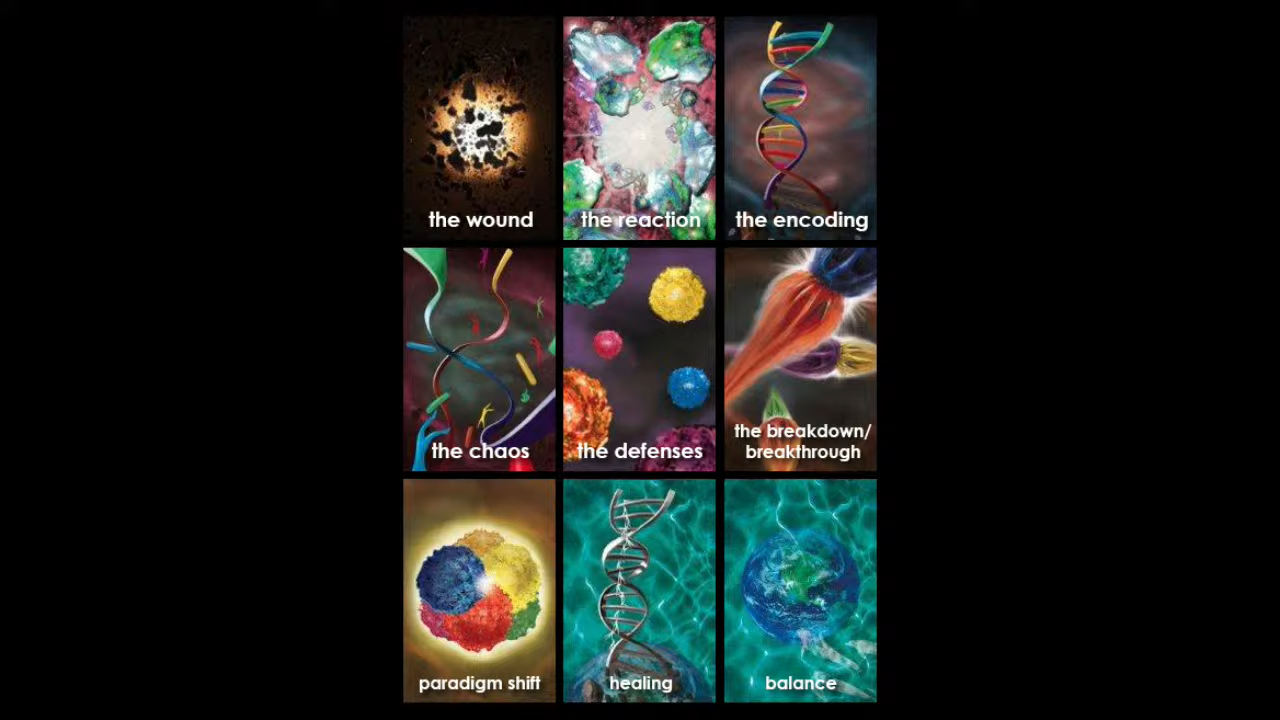 the wound
the reaction
the encoding
the chaos
the defenses
the breakdown/
breakthrough
paradigm shift
healing
balance